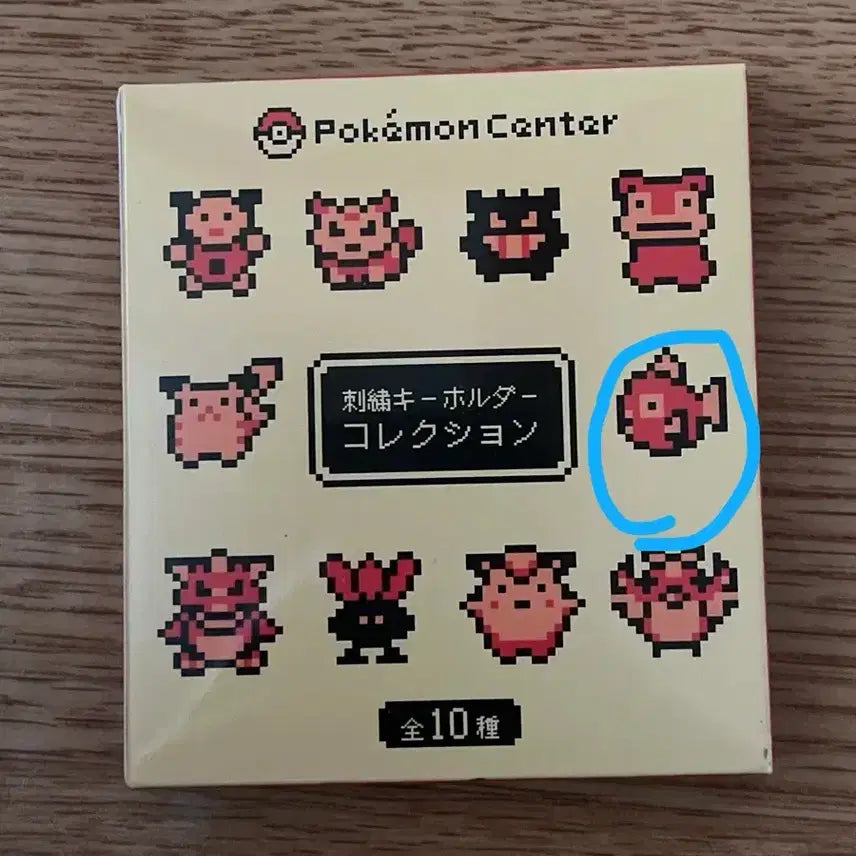 Pokémon Center
刺繍キーホルダー
コレクション
全10種